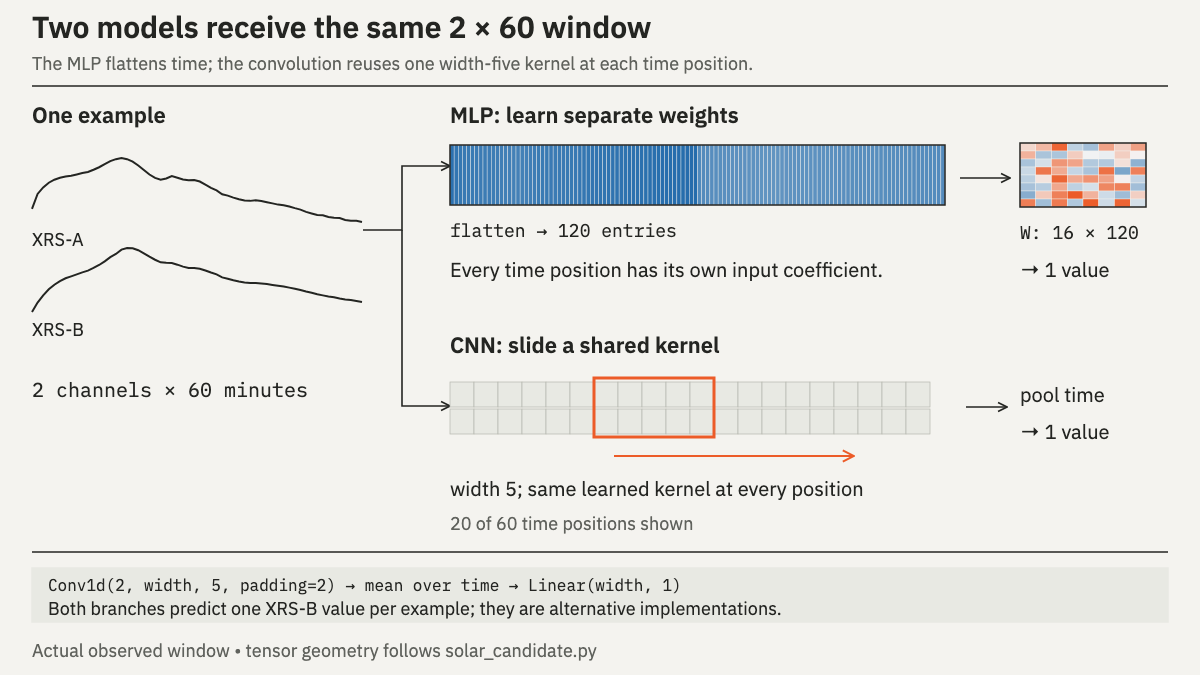 Two models receive the same 2 × 60 window
The MLP flattens time; the convolution reuses one width-five kernel at each time position.
One example
XRS-A
XRS-B
2 channels × 60 minutes
MLP: learn separate weights
flatten → 120 entries
Every time position has its own input coefficient.
W: 16 × 120
→ 1 value
CNN: slide a shared kernel
width 5; same learned kernel at every position
20 of 60 time positions shown
pool time
→ 1 value
Conv1d(2, width, 5, padding=2) → mean over time → Linear(width, 1)
Both branches predict one XRS-B value per example; they are alternative implementations.
Actual observed window • tensor geometry follows solar_candidate.py